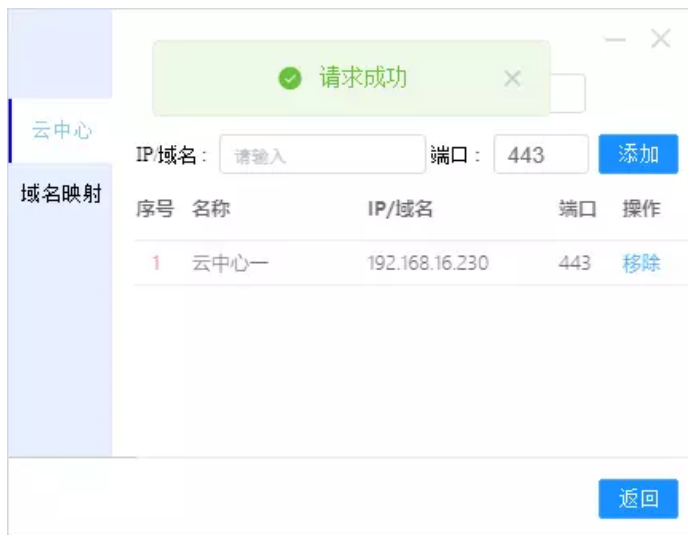 请求成功
云中心
IP/域名： 请输入 端口： 443 添加
域名映射
序号 名称 IP/域名 端口 操作
1 云中心一 192.168.16.230 443 移除
返回